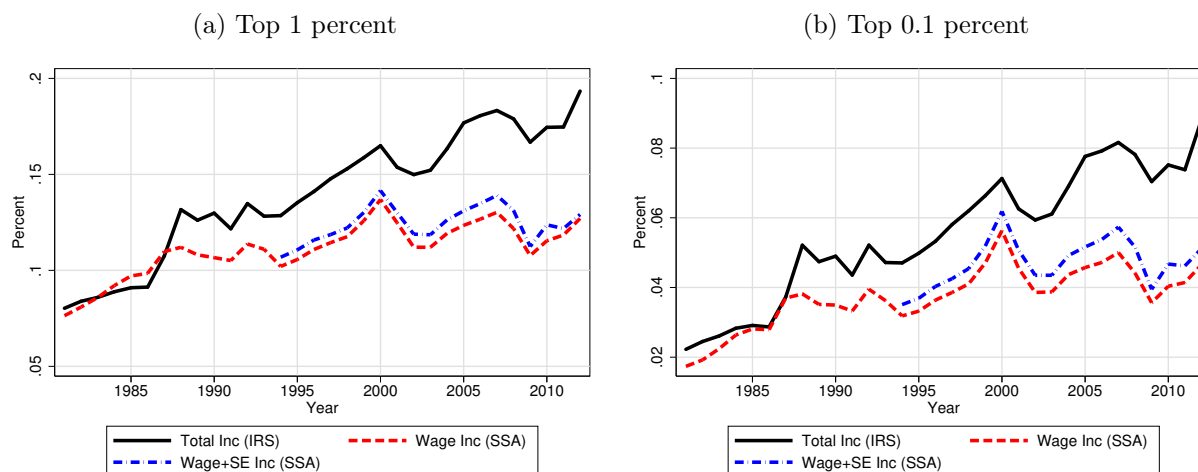 (a) Top 1 percent
.2
.15
.1
.05
Percent
1985 1990 1995 2000 2005 2010
Year
Total Inc (IRS) Wage Inc (SSA)
Wage+SE Inc (SSA)
(b) Top 0.1 percent
.1
.08
.06
.04
.02
Percent
1985 1990 1995 2000 2005 2010
Year
Total Inc (IRS) Wage Inc (SSA)
Wage+SE Inc (SSA)